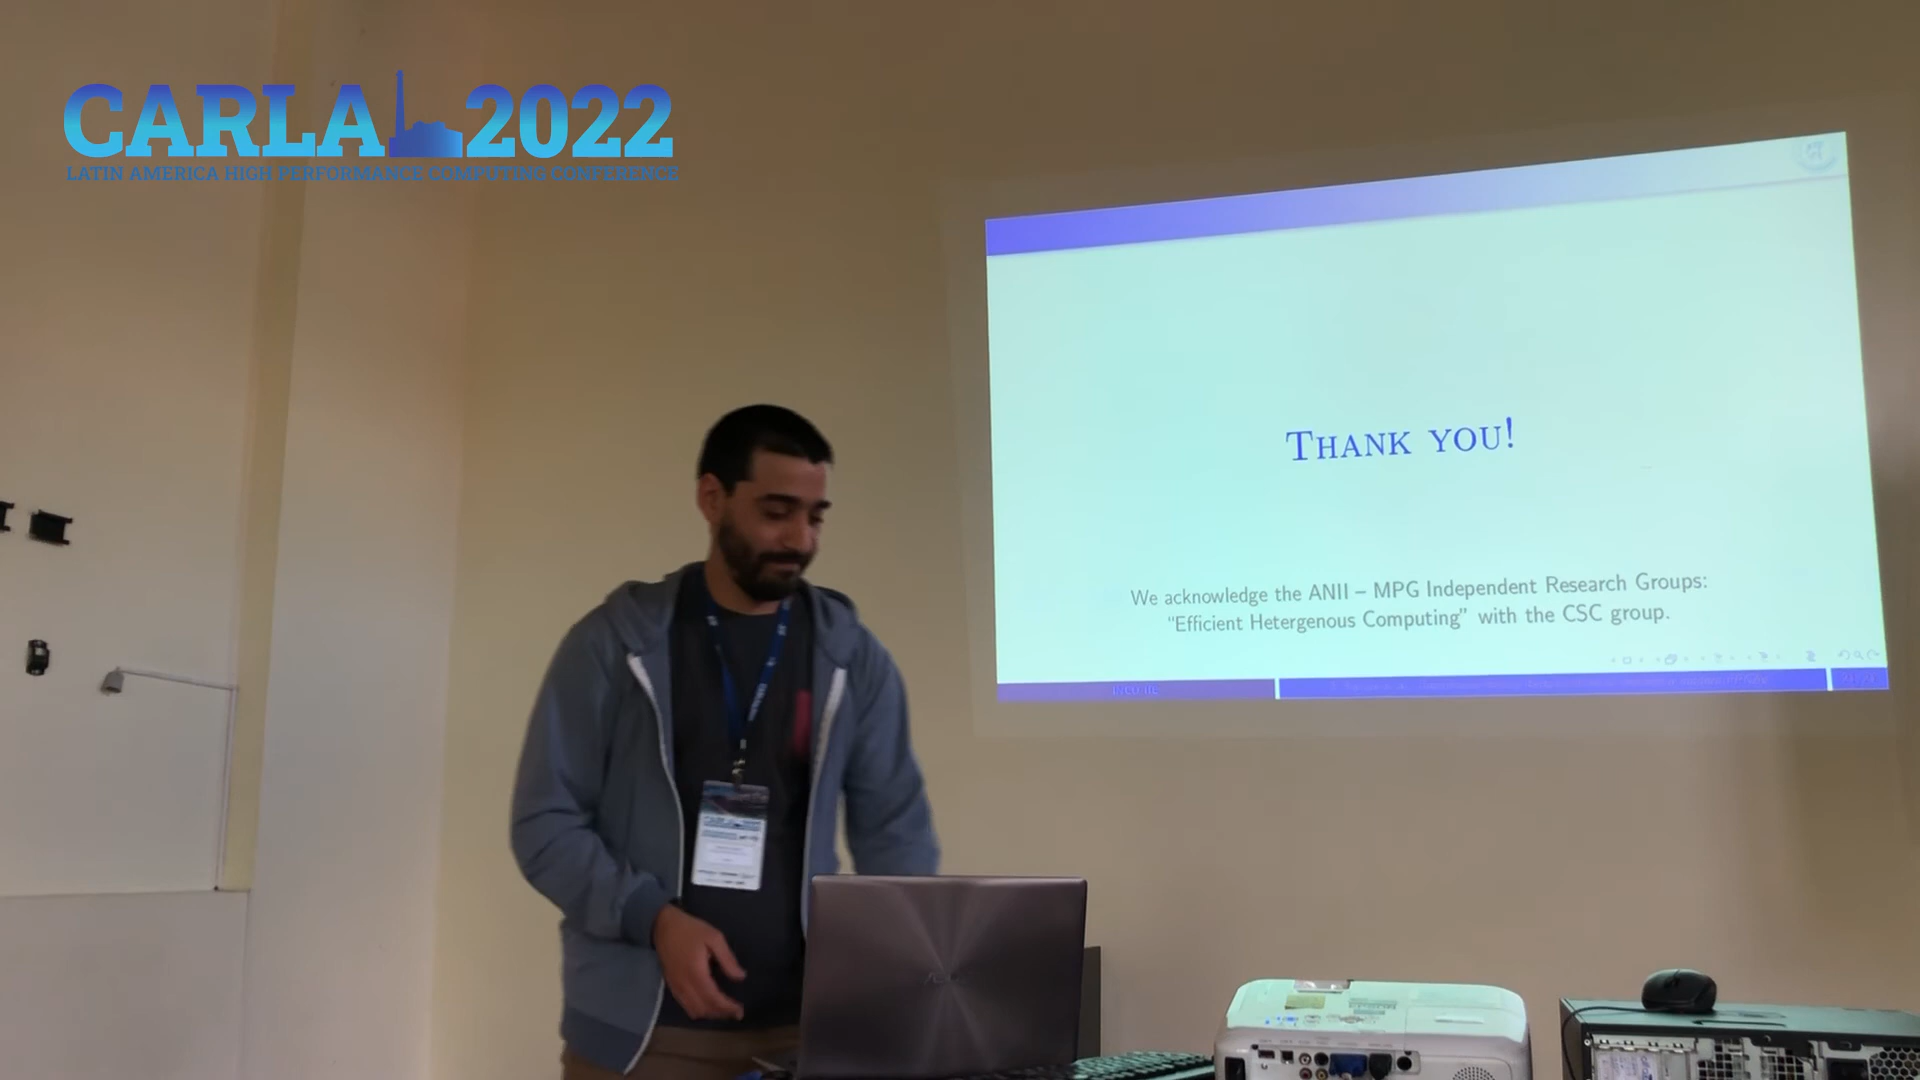 CARLA 2022
LATIN AMERICA HIGH PERFORMANCE COMPUTING CONFERENCE
THANK YOU!
We acknowledge the ANII – MPG Independent Research Groups:
“Efficient Hetergenous Computing” with the CSC group.